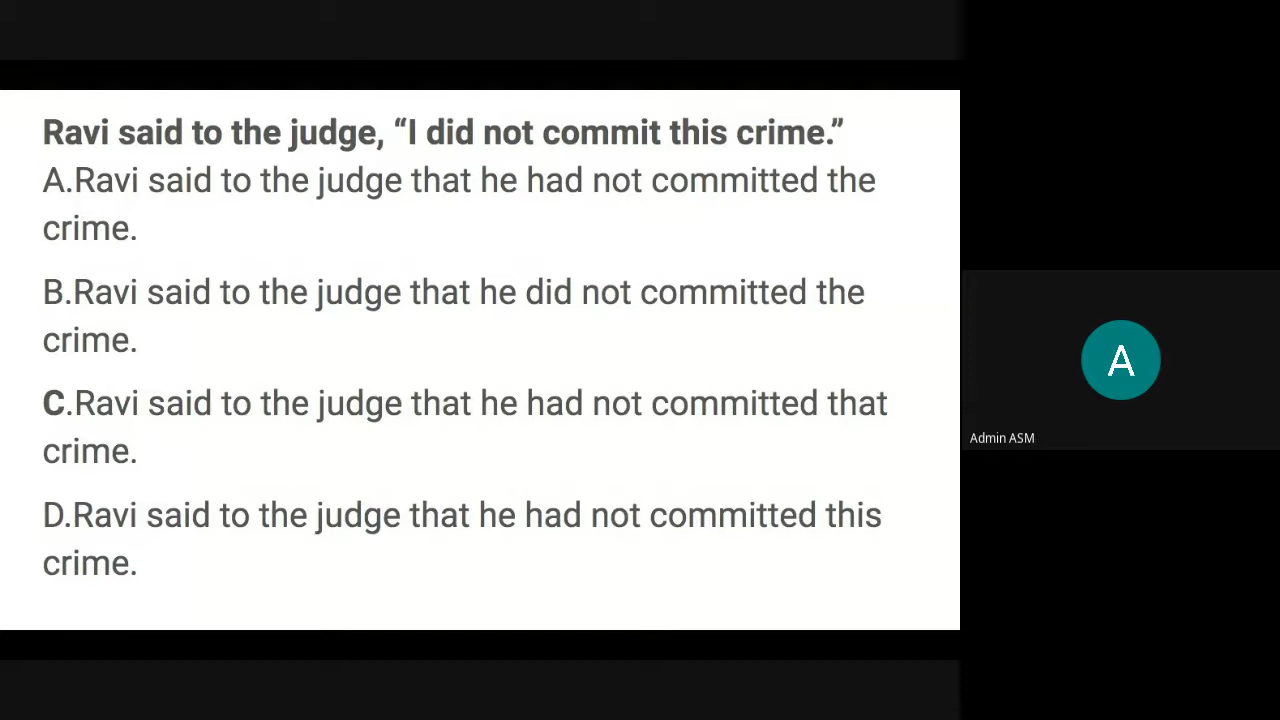 Ravi said to the judge, “I did not commit this crime.”
A.Ravi said to the judge that he had not committed the
crime.
B.Ravi said to the judge that he did not committed the
crime.
C.Ravi said to the judge that he had not committed that
crime.
D.Ravi said to the judge that he had not committed this
crime.
A
Admin ASM